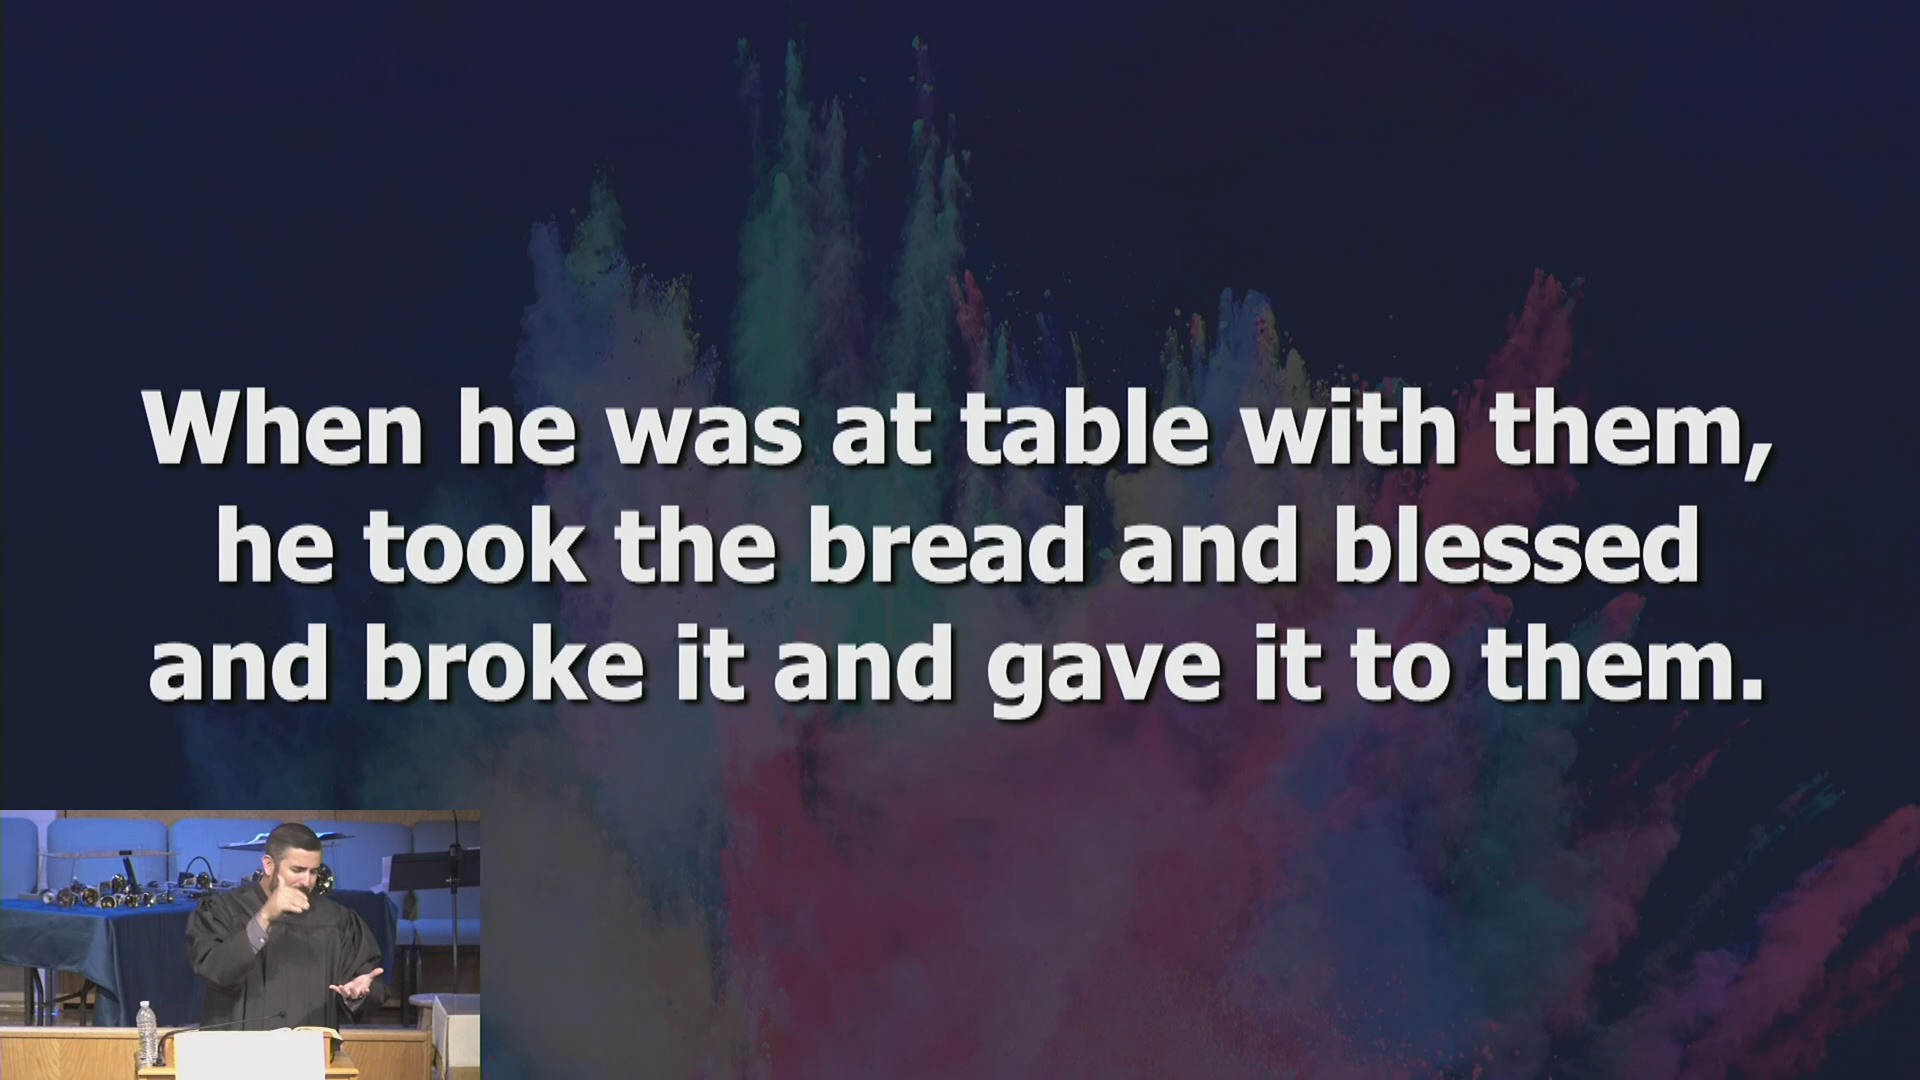 When he was at table with them,
he took the bread and blessed
and broke it and gave it to them.